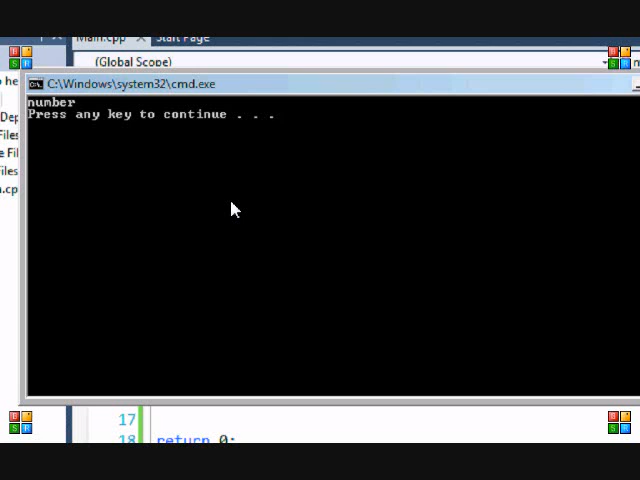 Main.cpp Start Page
(Global Scope)
C:\Windows\system32\cmd.exe
number
Press any key to continue . . .
17
18 return 0;